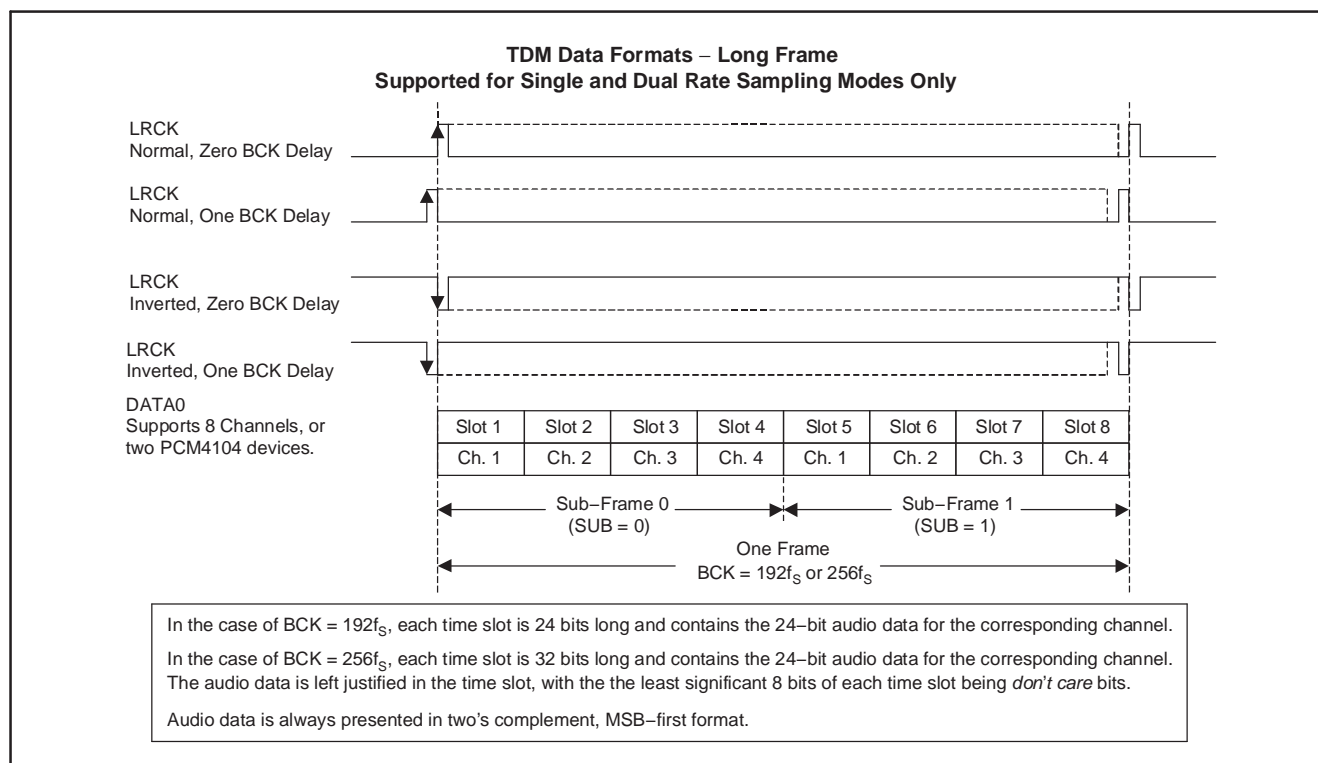 TDM Data Formats − Long Frame
Supported for Single and Dual Rate Sampling Modes Only
LRCK
Normal, Zero BCK Delay
LRCK
Normal, One BCK Delay
LRCK
Inverted, Zero BCK Delay
LRCK
Inverted, One BCK Delay
DATA0
Supports 8 Channels, or
two PCM4104 devices.
Slot 1 Slot 2 Slot 3 Slot 4 Slot 5 Slot 6 Slot 7 Slot 8
Ch. 1 Ch. 2 Ch. 3 Ch. 4 Ch. 1 Ch. 2 Ch. 3 Ch. 4
Sub−Frame 0 Sub−Frame 1
(SUB = 0) (SUB = 1)
One Frame
BCK = 192fS or 256fS
In the case of BCK = 192fS, each time slot is 24 bits long and contains the 24−bit audio data for the corresponding channel.
In the case of BCK = 256fS, each time slot is 32 bits long and contains the 24−bit audio data for the corresponding channel.
The audio data is left justified in the time slot, with the the least significant 8 bits of each time slot being don't care bits.
Audio data is always presented in two's complement, MSB−first format.